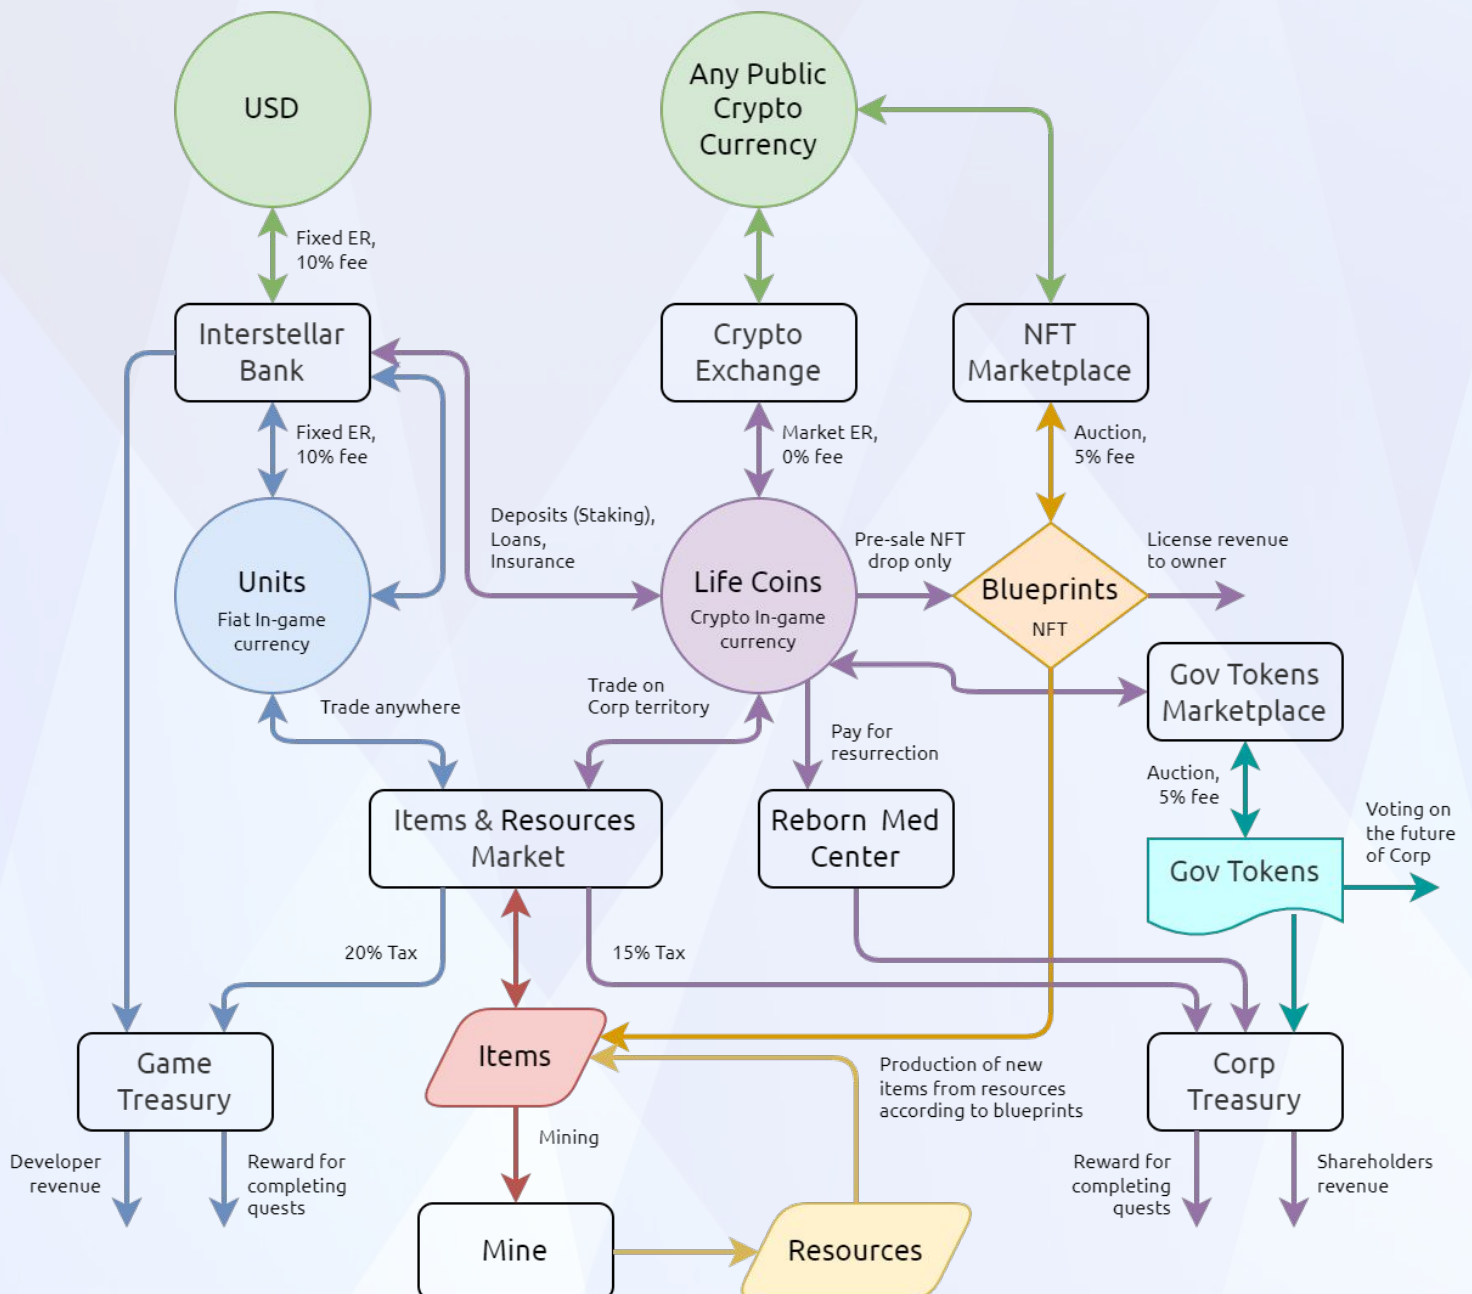 USD
Any Public
Crypto
Currency
Fixed ER,
10% fee
Interstellar
Bank
Crypto
Exchange
NFT
Marketplace
Fixed ER,
10% fee
Market ER,
0% fee
Auction,
5% fee
Deposits (Staking),
Loans,
Insurance
Pre-sale NFT
drop only
License revenue
to owner
Units
Fiat In-game
currency
Life Coins
Crypto In-game
currency
Blueprints
NFT
Gov Tokens
Marketplace
Trade anywhere
Trade on
Corp territory
Pay for
resurrection
Auction,
5% fee
Items & Resources
Market
Reborn Med
Center
Voting on
the future
of Corp
Gov Tokens
20% Tax
15% Tax
Game
Treasury
Items
Production of new
items from resources
according to blueprints
Corp
Treasury
Mining
Developer
revenue
Reward for
completing
quests
Reward for
completing
quests
Shareholders
revenue
Mine
Resources